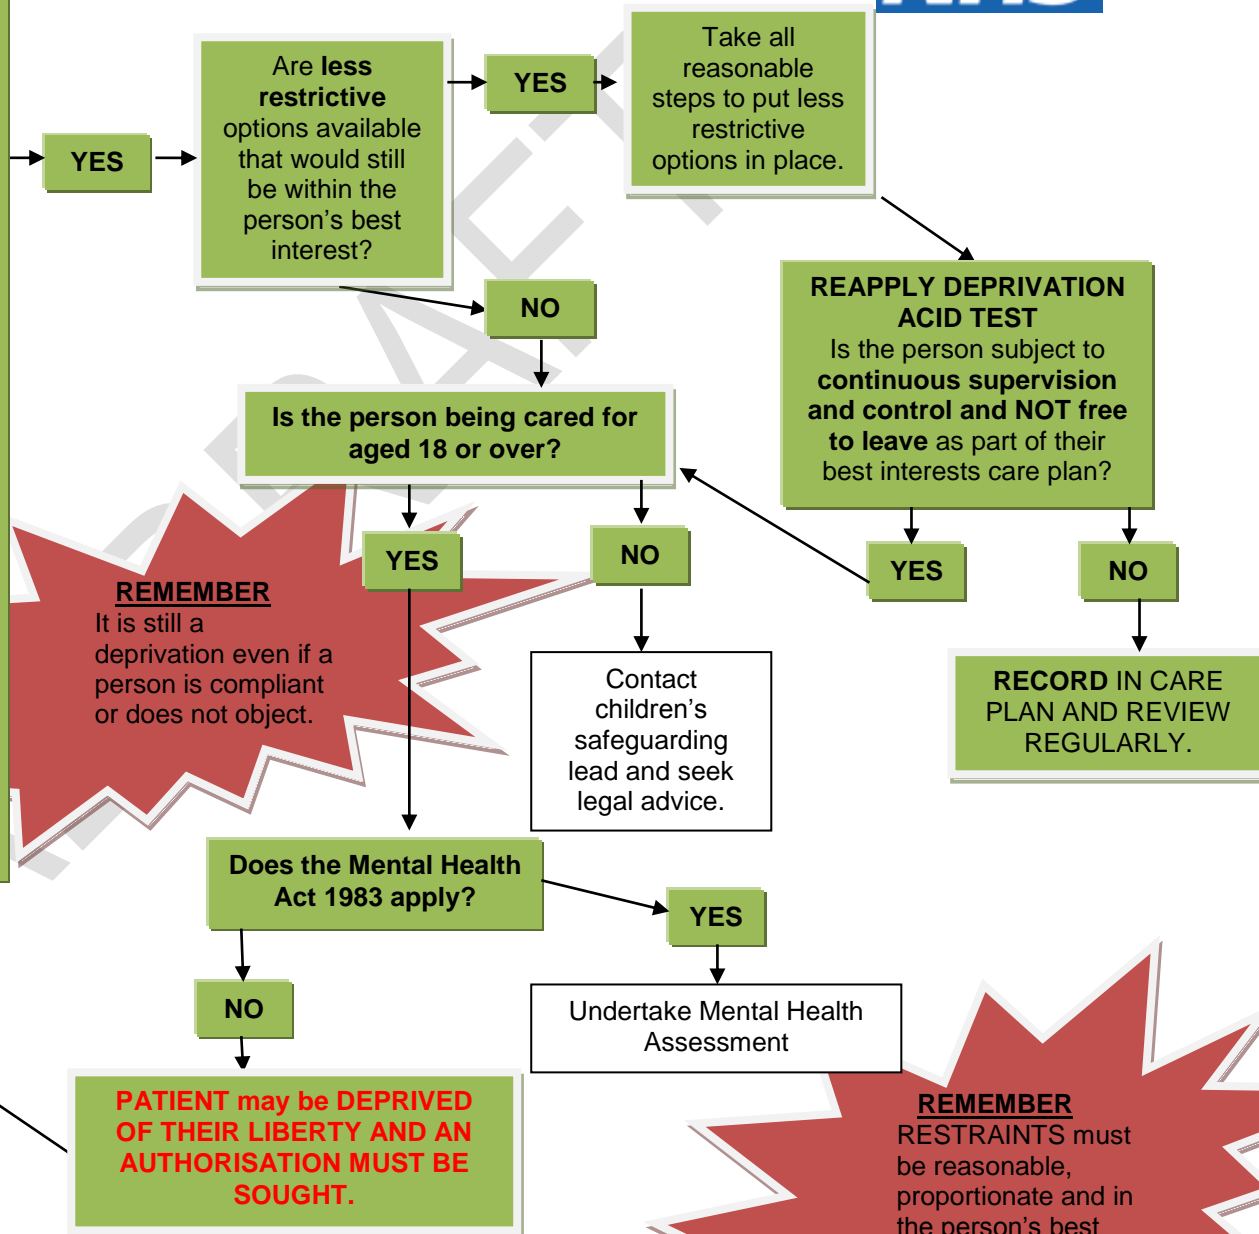 NHS
YES
Are less
restrictive
options available
that would still
be within the
person's best
interest?
YES
Take all
reasonable
steps to put less
restrictive
options in place.
NO
REAPPLY DEPRIVATION
ACID TEST
Is the person subject to
continuous supervision
and control and NOT free
to leave as part of their
best interests care plan?
Is the person being cared for
aged 18 or over?
YES
NO
YES
NO
REMEMBER
It is still a
deprivation even if a
person is compliant
or does not object.
Contact
children's
safeguarding
lead and seek
legal advice.
RECORD IN CARE
PLAN AND REVIEW
REGULARLY.
Does the Mental Health
Act 1983 apply?
YES
NO
Undertake Mental Health
Assessment
PATIENT may be DEPRIVED
OF THEIR LIBERTY AND AN
AUTHORISATION MUST BE
SOUGHT.
REMEMBER
RESTRAINTS must
be reasonable,
proportionate and in
the person's best
DRAFT